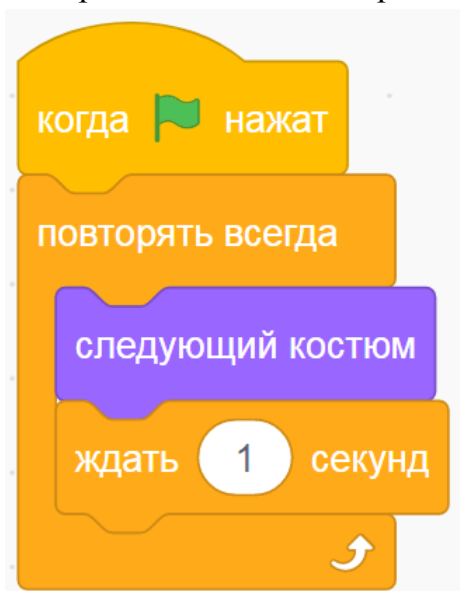 когда нажат
повторять всегда
следующий костюм
ждать 1 секунд